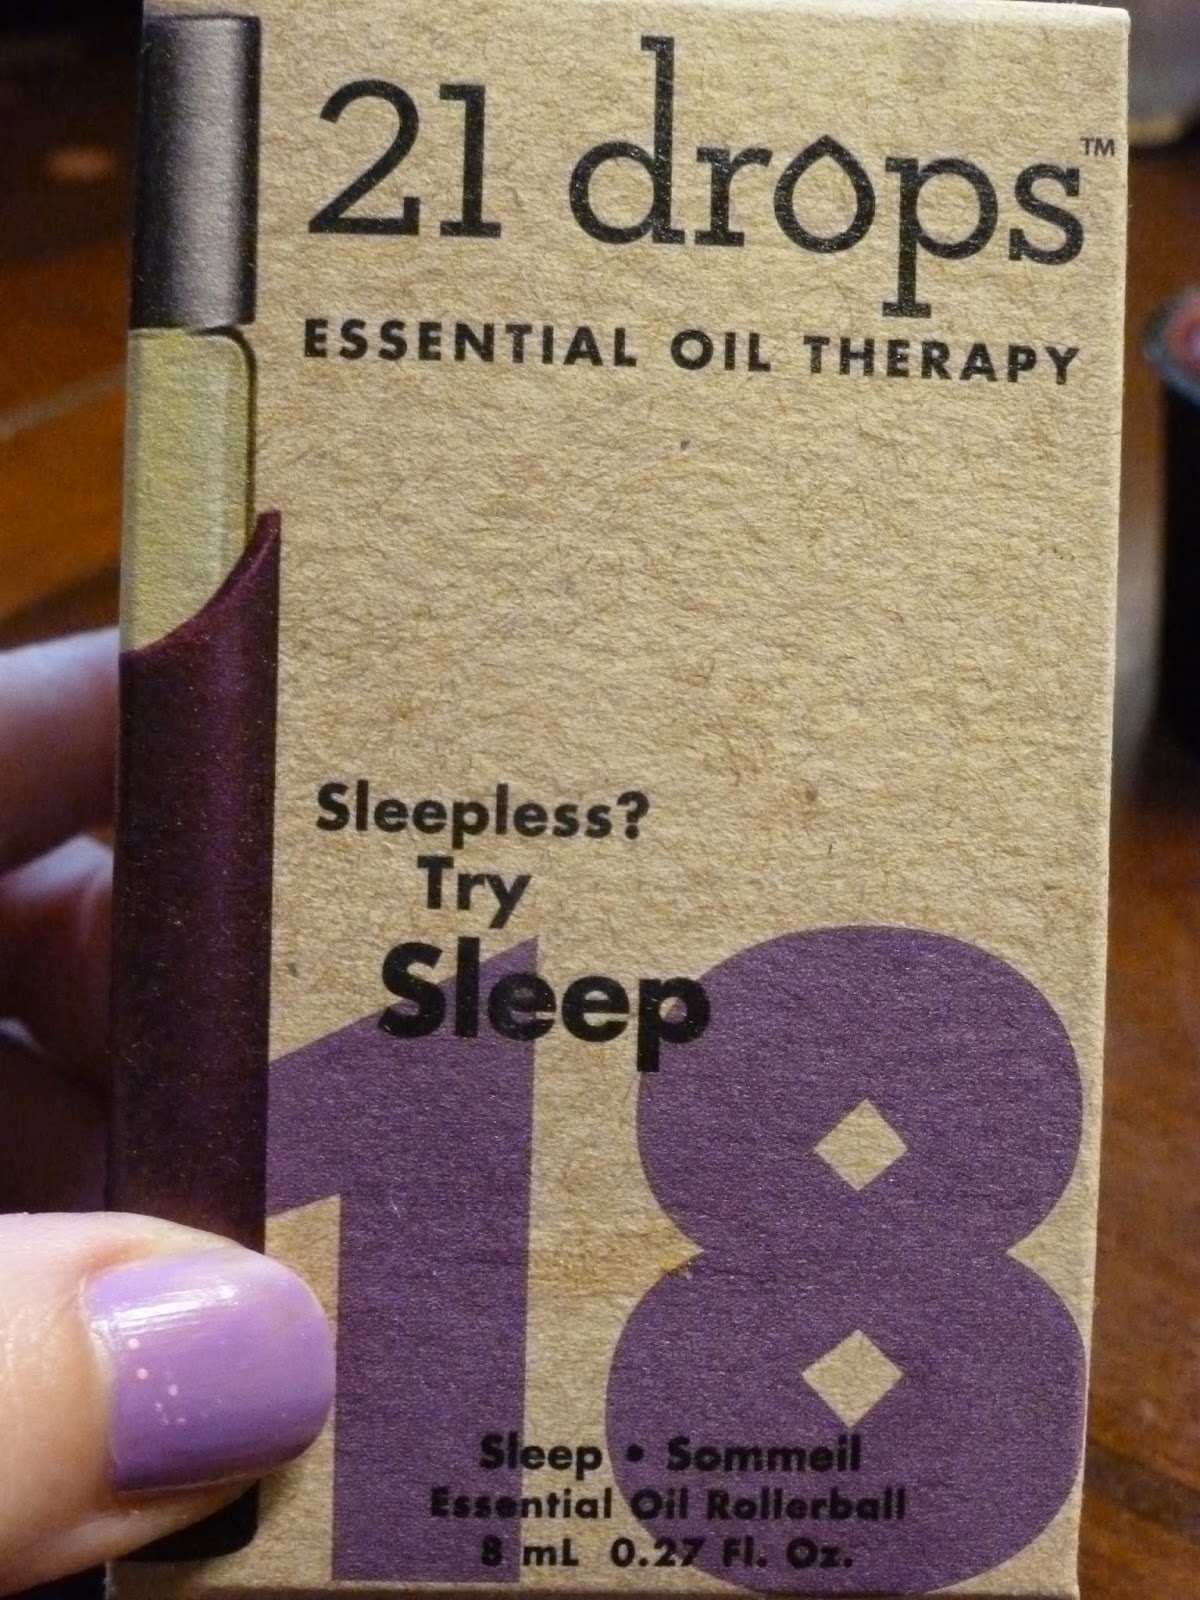 21 drops™
ESSENTIAL OIL THERAPY
Sleepless?
Try
Sleep
18
Sleep • Sommeil
Essential Oil Rollerball
8 mL 0.27 Fl. Oz.